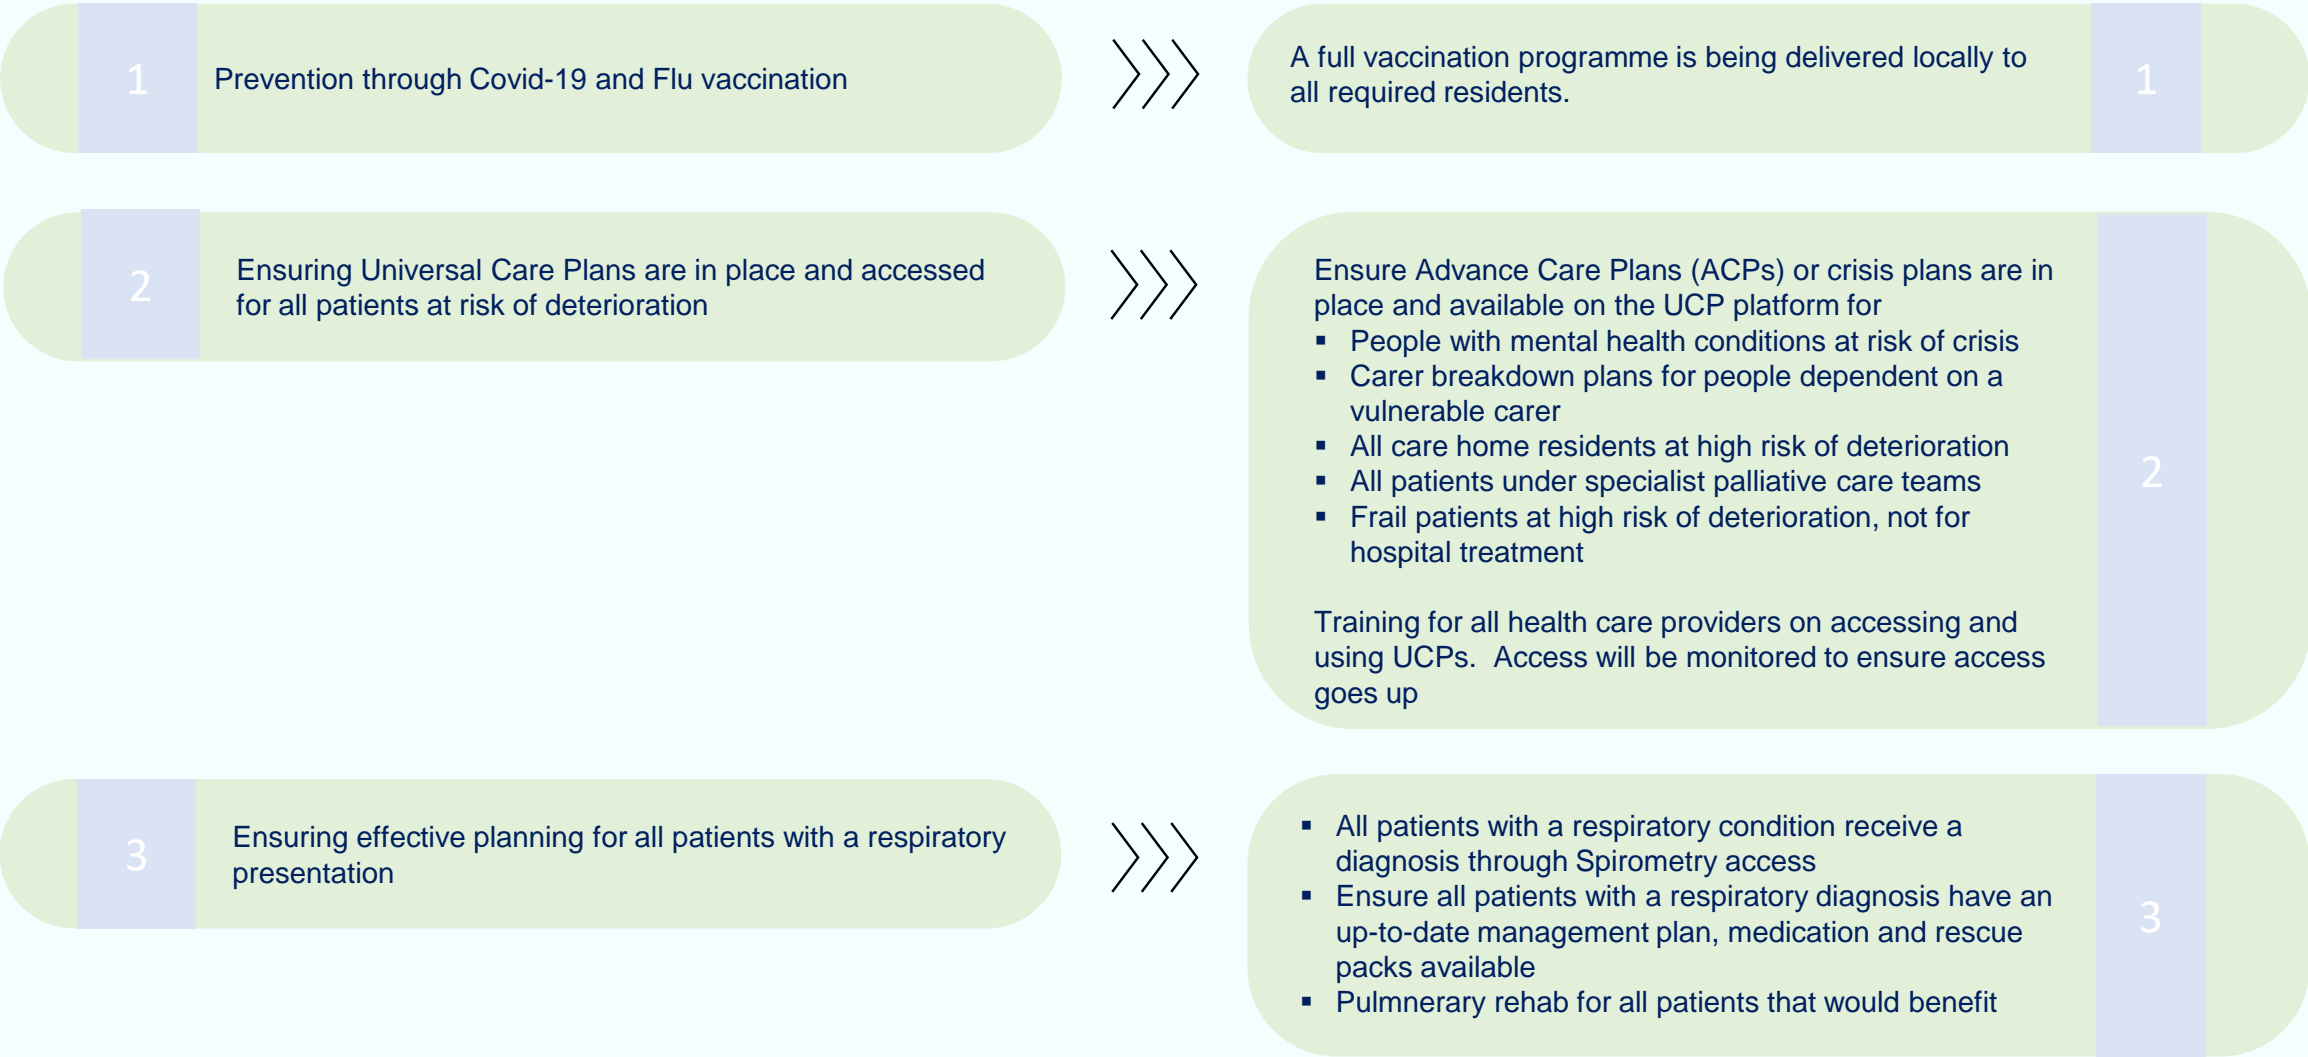 1
Prevention through Covid-19 and Flu vaccination
A full vaccination programme is being delivered locally to
all required residents.
1
2
Ensuring Universal Care Plans are in place and accessed
for all patients at risk of deterioration
Ensure Advance Care Plans (ACPs) or crisis plans are in
place and available on the UCP platform for
▪ People with mental health conditions at risk of crisis
▪ Carer breakdown plans for people dependent on a
vulnerable carer
▪ All care home residents at high risk of deterioration
▪ All patients under specialist palliative care teams
▪ Frail patients at high risk of deterioration, not for
hospital treatment
Training for all health care providers on accessing and
using UCPs.  Access will be monitored to ensure access
goes up
2
3
Ensuring effective planning for all patients with a respiratory
presentation
▪ All patients with a respiratory condition receive a
diagnosis through Spirometry access
▪ Ensure all patients with a respiratory diagnosis have an
up-to-date management plan, medication and rescue
packs available
▪ Pulmnerary rehab for all patients that would benefit
3